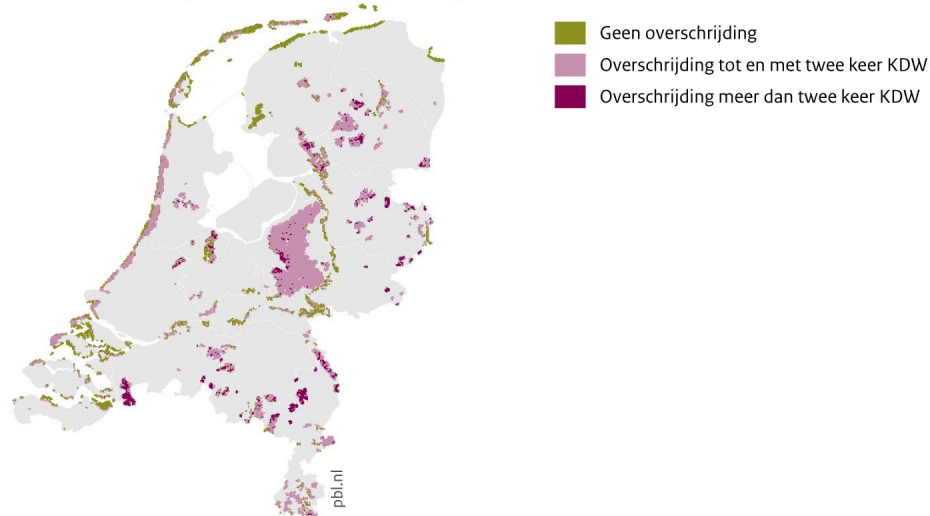 Geen overschrijding
Overschrijding tot en met twee keer KDW
Overschrijding meer dan twee keer KDW
pbl.nl